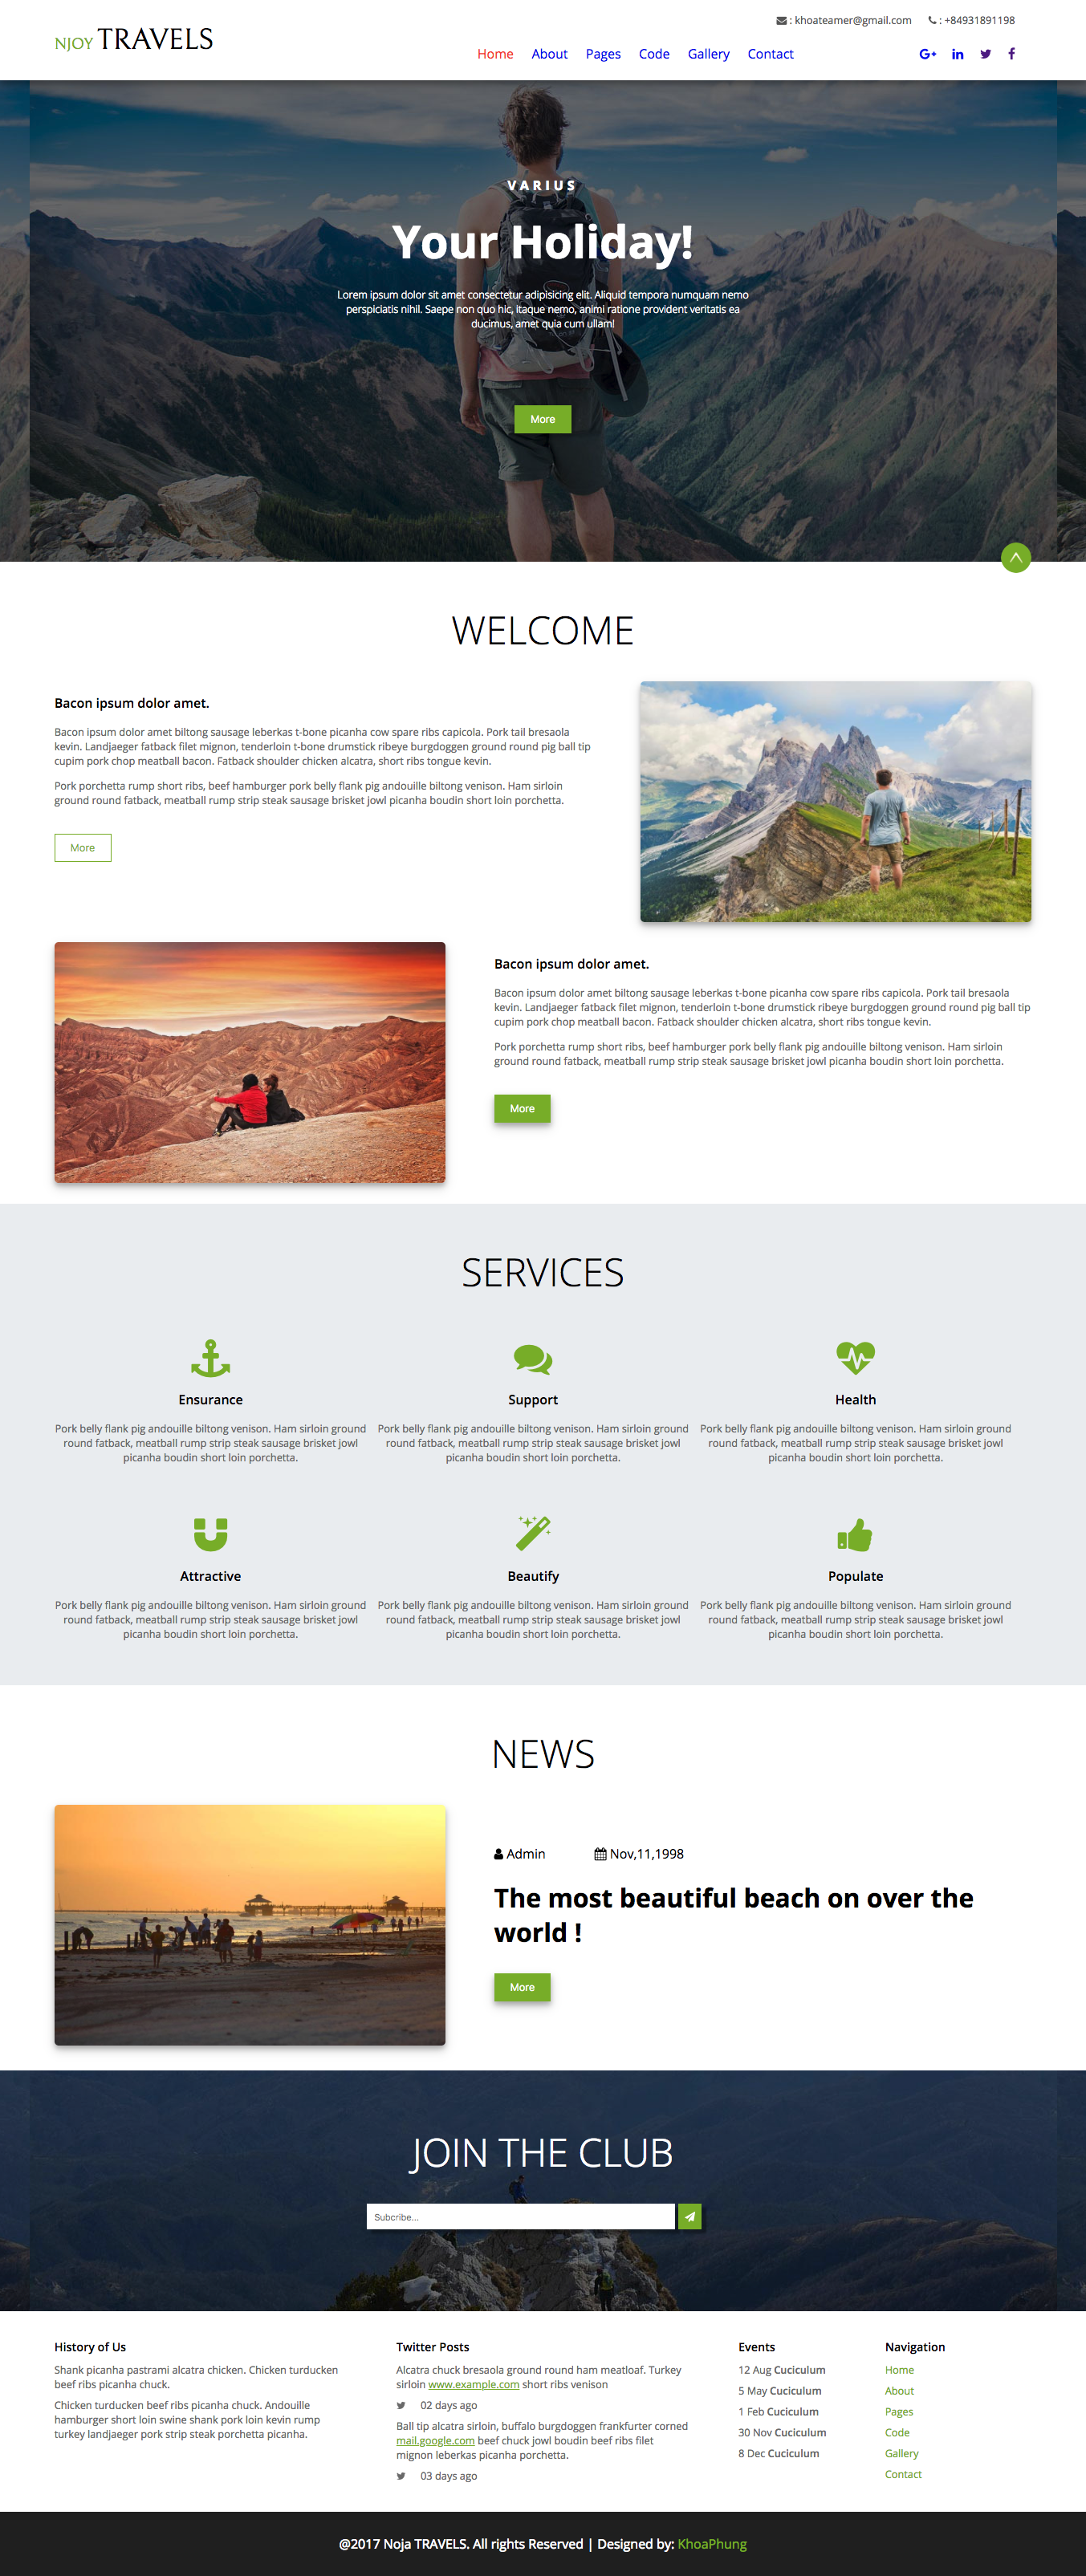 : khoateamer@gmail.com : +84931891198
NJOY TRAVELS
Home About Pages Code Gallery Contact
VARIUS
Your Holiday!
Lorem ipsum dolor sit amet consectetur adipisicing elit. Aliquid tempora numquam nemo
perspiciatis nihil. Saepe non quo hic, itaque nemo, animi ratione provident veritatis ea
ducimus, amet quia cum ullam!
More
WELCOME
Bacon ipsum dolor amet.
Bacon ipsum dolor amet biltong sausage leberkas t-bone picanha cow spare ribs capicola. Pork tail bresaola
kevin. Landjaeger fatback filet mignon, tenderloin t-bone drumstick ribeye burgdoggen ground round pig ball tip
cupim pork chop meatball bacon. Fatback shoulder chicken alcatra, short ribs tongue kevin.
Pork porchetta rump short ribs, beef hamburger pork belly flank pig andouille biltong venison. Ham sirloin
ground round fatback, meatball rump strip steak sausage brisket jowl picanha boudin short loin porchetta.
More
Bacon ipsum dolor amet.
Bacon ipsum dolor amet biltong sausage leberkas t-bone picanha cow spare ribs capicola. Pork tail bresaola
kevin. Landjaeger fatback filet mignon, tenderloin t-bone drumstick ribeye burgdoggen ground round pig ball tip
cupim pork chop meatball bacon. Fatback shoulder chicken alcatra, short ribs tongue kevin.
Pork porchetta rump short ribs, beef hamburger pork belly flank pig andouille biltong venison. Ham sirloin
ground round fatback, meatball rump strip steak sausage brisket jowl picanha boudin short loin porchetta.
More
SERVICES
Ensurance
Pork belly flank pig andouille biltong venison. Ham sirloin ground
round fatback, meatball rump strip steak sausage brisket jowl
picanha boudin short loin porchetta.
Support
Pork belly flank pig andouille biltong venison. Ham sirloin ground
round fatback, meatball rump strip steak sausage brisket jowl
picanha boudin short loin porchetta.
Health
Pork belly flank pig andouille biltong venison. Ham sirloin ground
round fatback, meatball rump strip steak sausage brisket jowl
picanha boudin short loin porchetta.
Attractive
Pork belly flank pig andouille biltong venison. Ham sirloin ground
round fatback, meatball rump strip steak sausage brisket jowl
picanha boudin short loin porchetta.
Beautify
Pork belly flank pig andouille biltong venison. Ham sirloin ground
round fatback, meatball rump strip steak sausage brisket jowl
picanha boudin short loin porchetta.
Populate
Pork belly flank pig andouille biltong venison. Ham sirloin ground
round fatback, meatball rump strip steak sausage brisket jowl
picanha boudin short loin porchetta.
NEWS
Admin Nov,11,1998
The most beautiful beach on over the
world !
More
JOIN THE CLUB
Subcribe...
History of Us
Shank picanha pastrami alcatra chicken. Chicken turducken
beef ribs picanha chuck.
Chicken turducken beef ribs picanha chuck. Andouille
hamburger short loin swine shank pork loin kevin rump
turkey landjaeger pork strip steak porchetta picanha.
Twitter Posts
Alcatra chuck bresaola ground round ham meatloaf. Turkey
sirloin www.example.com short ribs venison
02 days ago
Ball tip alcatra sirloin, buffalo burgdoggen frankfurter corned
mail.google.com beef chuck jowl boudin beef ribs filet
mignon leberkas picanha porchetta.
03 days ago
Events
12 Aug Cuciculum
5 May Cuciculum
1 Feb Cuciculum
30 Nov Cuciculum
8 Dec Cuciculum
Navigation
Home
About
Pages
Code
Gallery
Contact
@2017 Noja TRAVELS. All rights Reserved | Designed by: KhoaPhung